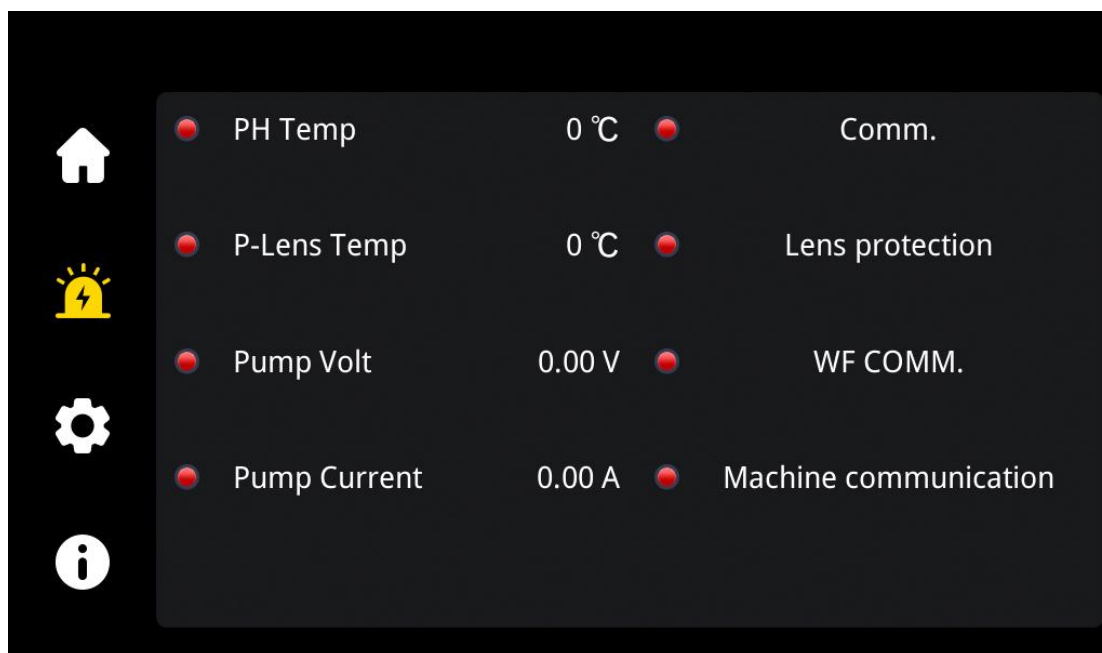 PH Temp 0 ℃ Comm.
P-Lens Temp 0 ℃ Lens protection
Pump Volt 0.00 V WF COMM.
Pump Current 0.00 A Machine communication